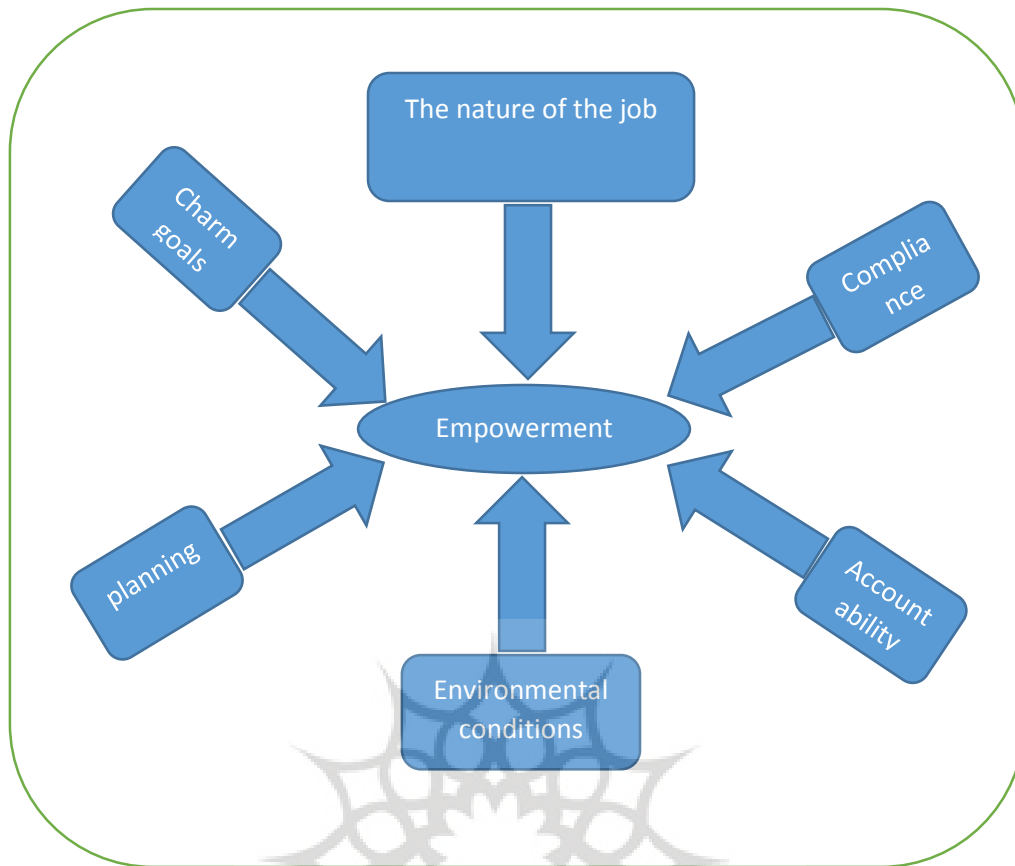 The nature of the job
Charm
goals
Complia
nce
Empowerment
planning
Account
ability
Environmental
conditions